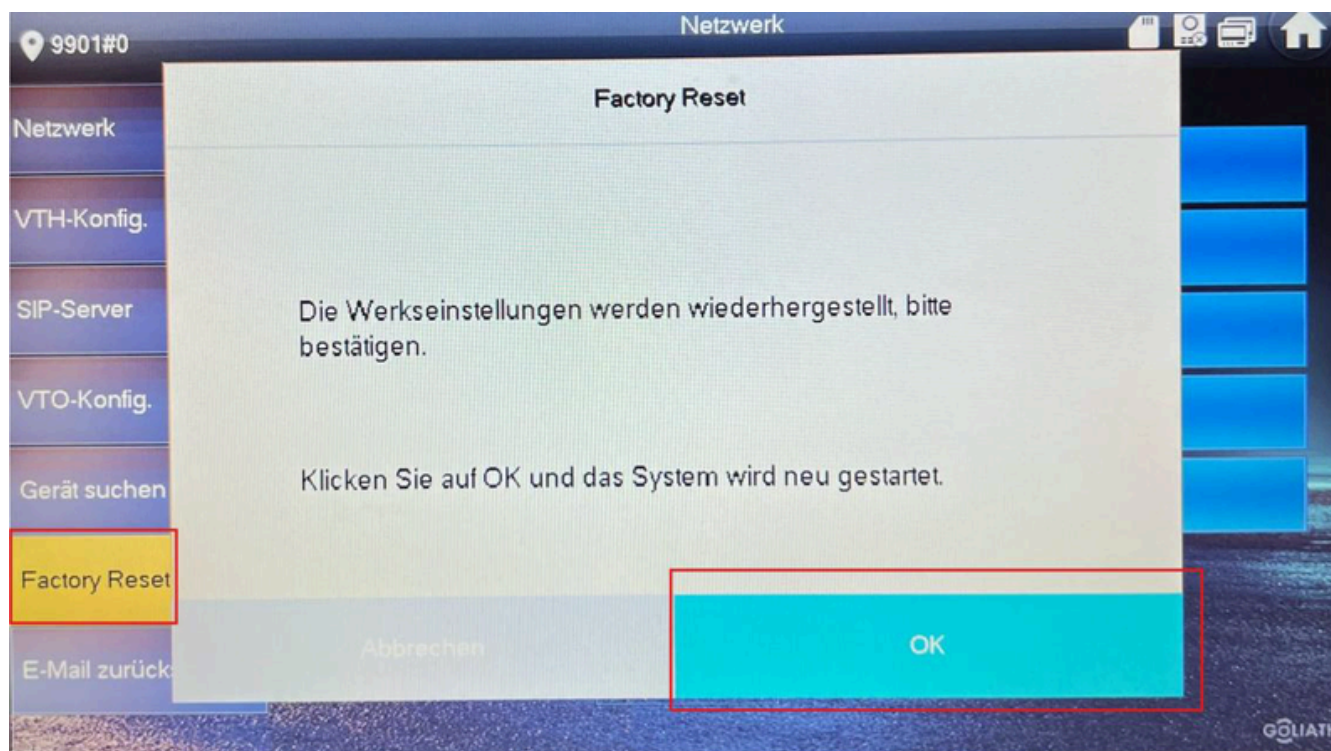 Netzwerk
9901#0
Factory Reset
Netzwerk
VTH-Konfig.
SIP-Server
VTO-Konfig.
Gerät suchen
Factory Reset
E-Mail zurück
Die Werkseinstellungen werden wiederhergestellt, bitte
bestätigen.
Klicken Sie auf OK und das System wird neu gestartet.
Abbrechen
OK
GOLIATH